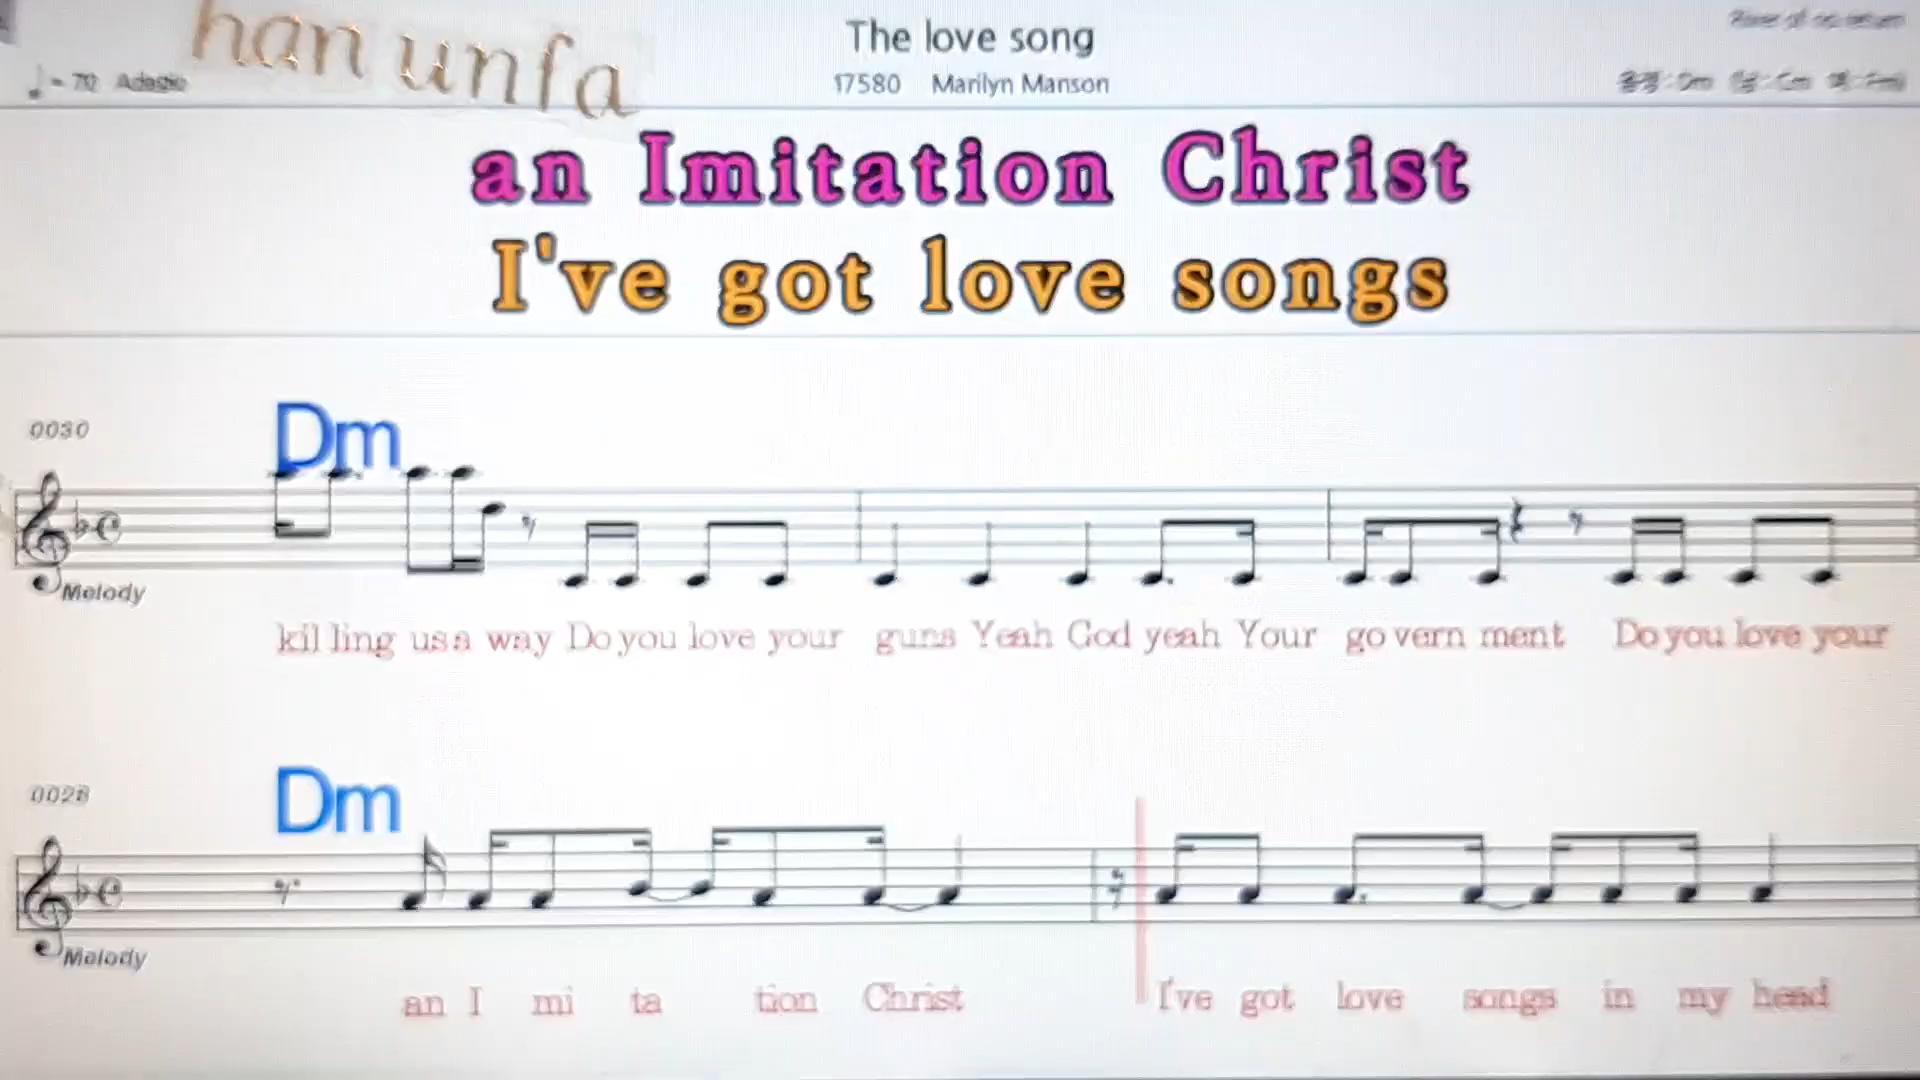 han unfa
The love song
♩= 70 Adagio
17580 Marilyn Manson
an Imitation Christ
I've got love songs
0030
Dm
Melody
kil ling us a way Do you love your guns Yeah God yeah Your go vern ment Do you love your
0028
Dm
Melody
an I mi ta tion Christ I've got love songs in my head